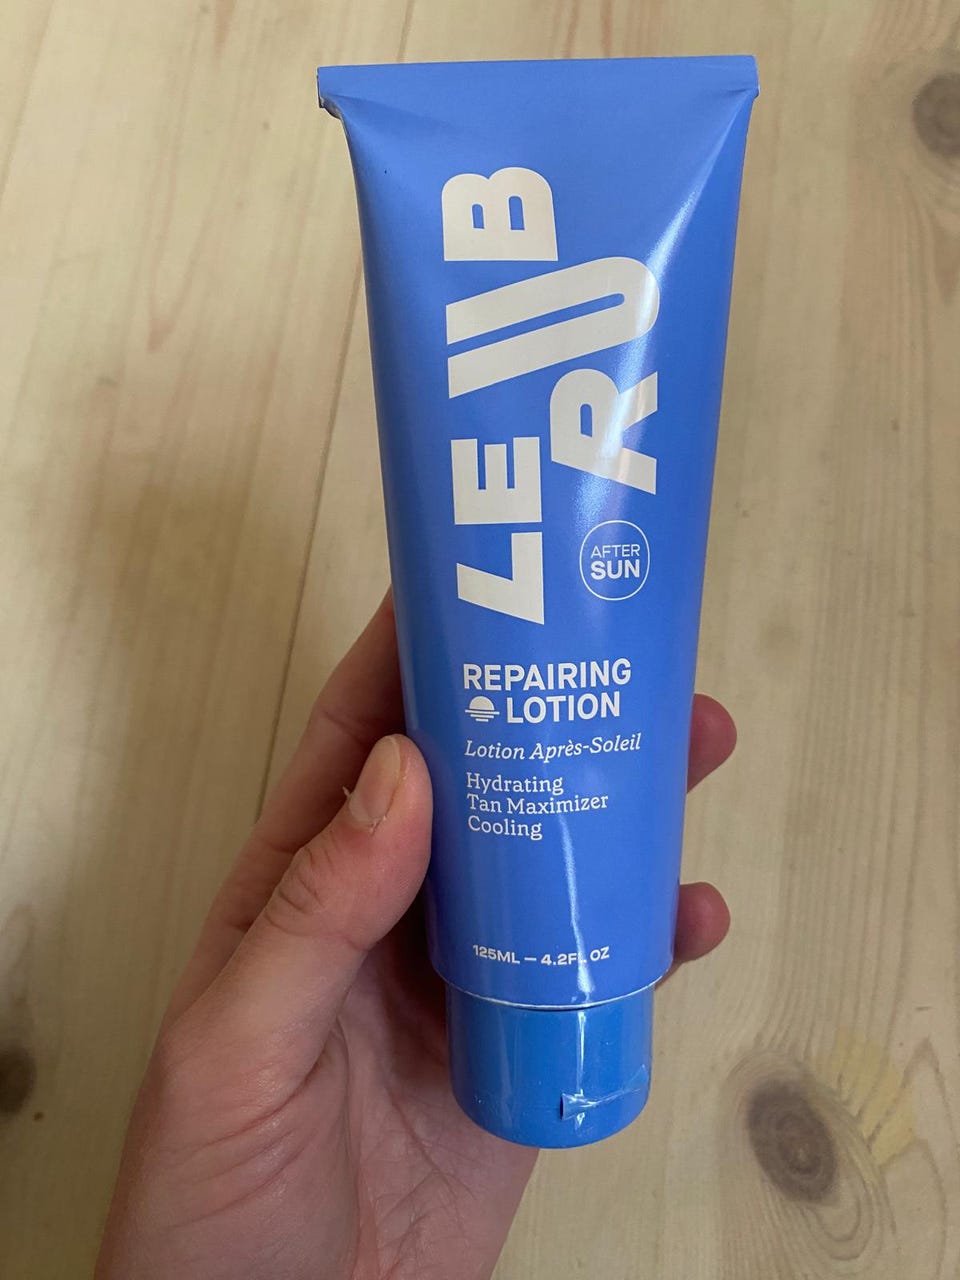 LE RUB
AFTER
SUN
REPAIRING
LOTION
Lotion Après-Soleil
Hydrating
Tan Maximizer
Cooling
125ML — 4.2FL OZ